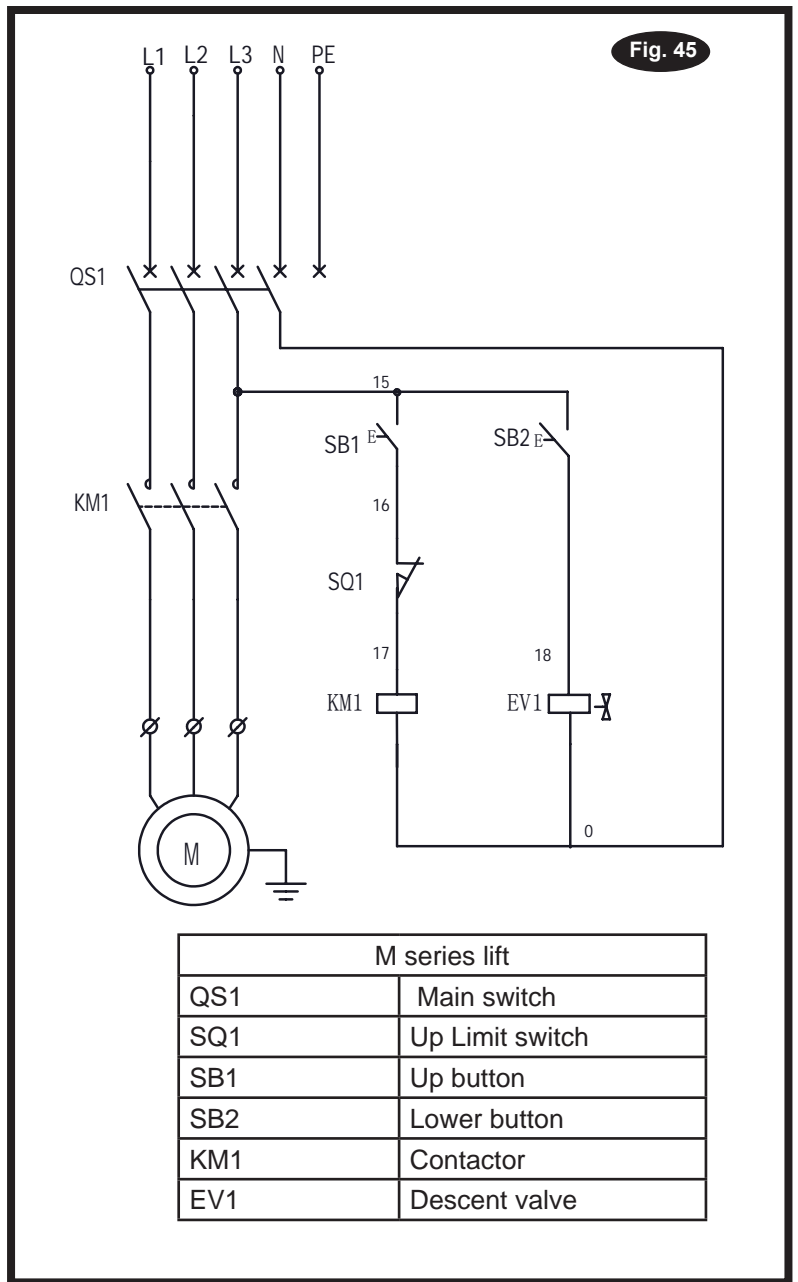 L1 L2 L3 N PE
Fig. 45
QS1
15
SB1 E
SB2 E
16
KM1
SQ1
17
18
KM1
EV1
0
M
M series lift
QS1 Main switch
SQ1 Up Limit switch
SB1 Up button
SB2 Lower button
KM1 Contactor
EV1 Descent valve